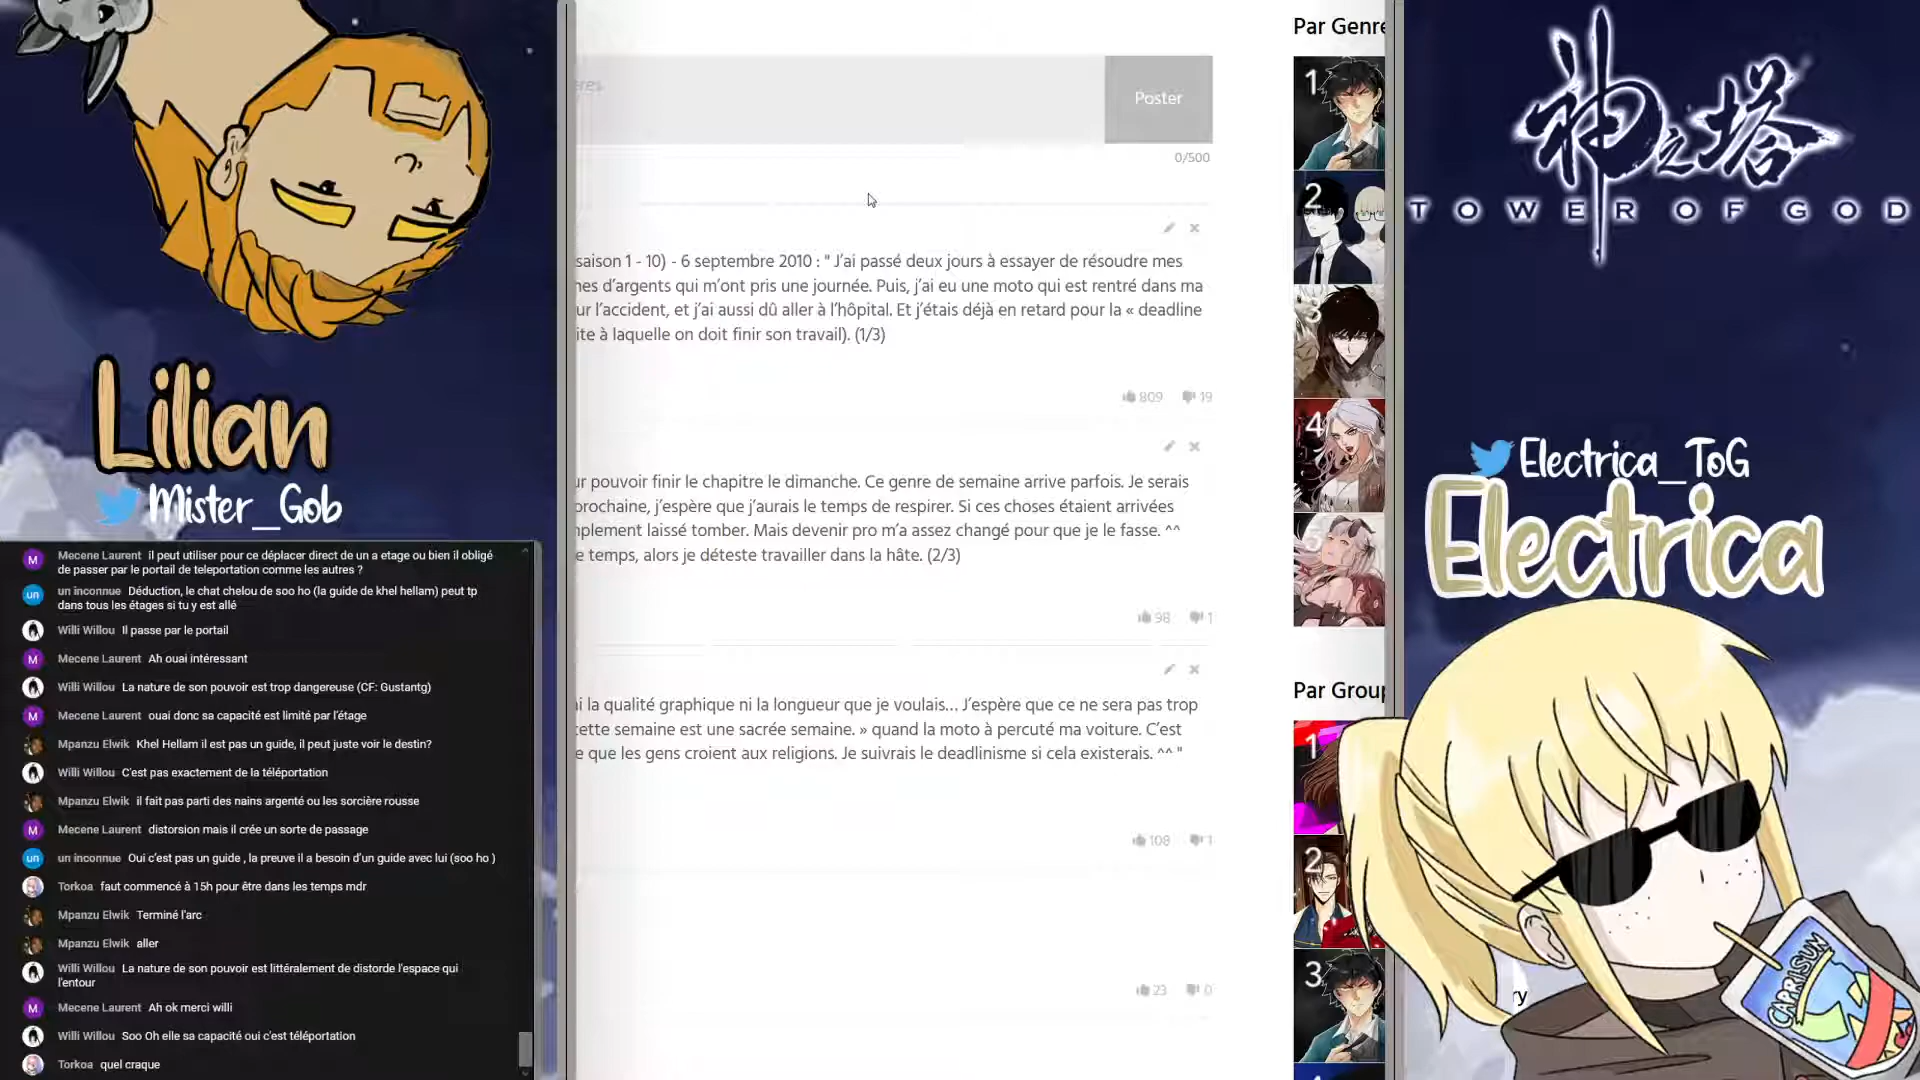 Lilian
Mister_Gob
Mecene Laurent il peut utiliser pour ce déplacer direct de un a etage ou bien il obligé
de passer par le portail de teleportation comme les autres ?
un inconnue Déduction, le chat chelou de soo ho (la guide de khel hellam) peut tp
dans tous les étages si tu y est allé
Willi Willou Il passe par le portail
Mecene Laurent Ah ouai intéressant
Willi Willou La nature de son pouvoir est trop dangereuse (CF: Gustantg)
Mecene Laurent ouai donc sa capacité est limité par l'étage
Mpanzu Elwik Khel Hellam il est pas un guide, il peut juste voir le destin?
Willi Willou C'est pas exactement de la téléportation
Mpanzu Elwik il fait pas parti des nains argenté ou les sorcière rousse
Mecene Laurent distorsion mais il crée un sorte de passage
un inconnue Oui c'est pas un guide , la preuve il a besoin d'un guide avec lui (soo ho )
Torkoa faut commencé à 15h pour être dans les temps mdr
Mpanzu Elwik Terminé l'arc
Mpanzu Elwik aller
Willi Willou La nature de son pouvoir est littéralement de distorde l'espace qui
l'entour
Mecene Laurent Ah ok merci willi
Willi Willou Soo Oh elle sa capacité oui c'est téléportation
Torkoa quel craque
M
un
M
M
M
M
un
M
Poster
0/500
saison 1 - 10) - 6 septembre 2010 : " J'ai passé deux jours à essayer de résoudre mes
es d'argents qui m'ont pris une journée. Puis, j'ai eu une moto qui est rentré dans ma
ur l'accident, et j'ai aussi dû aller à l'hôpital. Et j'étais déjà en retard pour la « deadline
ite à laquelle on doit finir son travail). (1/3)
809 19
ur pouvoir finir le chapitre le dimanche. Ce genre de semaine arrive parfois. Je serais
prochaine, j'espère que j'aurais le temps de respirer. Si ces choses étaient arrivées
mplement laissé tomber. Mais devenir pro m'a assez changé pour que je le fasse. ^^
e temps, alors je déteste travailler dans la hâte. (2/3)
98 1
i la qualité graphique ni la longueur que je voulais... J'espère que ce ne sera pas trop
cette semaine est une sacrée semaine. » quand la moto à percuté ma voiture. C'est
e que les gens croient aux religions. Je suivrais le deadlinisme si cela existerais. ^^ "
108 1
23 0
Par Genre
1
2
3
4
5
Par Group
1
2
3
神之塔
TOWER OF GOD
Electrica_ToG
Electrica
CAPRISUN
ry